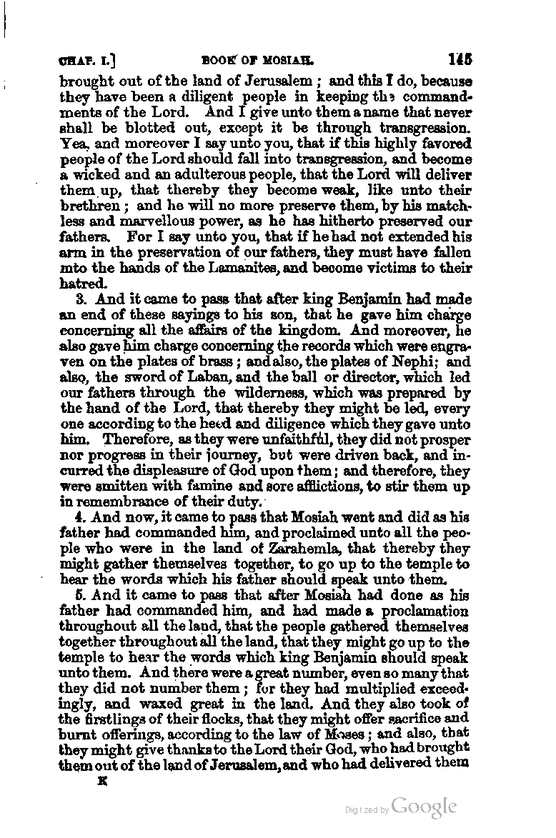 CHAP. I.] BOOK OF MOSIAH. 145
brought out of the land of Jerusalem ; and this I do, because
they have been a diligent people in keeping the command-
ments of the Lord. And I give unto them a name that never
shall be blotted out, except it be through transgression.
Yea, and moreover I say unto you, that if this highly favored
people of the Lord should fall into transgression, and become
a wicked and an adulterous people, that the Lord will deliver
them up, that thereby they become weak, like unto their
brethren ; and he will no more preserve them, by his match-
less and marvellous power, as he has hitherto preserved our
fathers. For I say unto you, that if he had not extended his
arm in the preservation of our fathers, they must have fallen
into the hands of the Lamanites, and become victims to their
hatred.
3. And it came to pass that after king Benjamin had made
an end of these sayings to his son, that he gave him charge
concerning all the affairs of the kingdom. And moreover, he
also gave him charge concerning the records which were engra-
ven on the plates of brass ; and also, the plates of Nephi; and
also, the sword of Laban, and the ball or director, which led
our fathers through the wilderness, which was prepared by
the hand of the Lord, that thereby they might be led, every
one according to the heed and diligence which they gave unto
him. Therefore, as they were unfaithful, they did not prosper
nor progress in their journey, but were driven back, and in-
curred the displeasure of God upon them; and therefore, they
were smitten with famine and sore afflictions, to stir them up
in remembrance of their duty.
4. And now, it came to pass that Mosiah went and did as his
father had commanded him, and proclaimed unto all the peo-
ple who were in the land of Zarahemla, that thereby they
might gather themselves together, to go up to the temple to
hear the words which his father should speak unto them.
5. And it came to pass that after Mosiah had done as his
father had commanded him, and had made a proclamation
throughout all the land, that the people gathered themselves
together throughout all the land, that they might go up to the
temple to hear the words which king Benjamin should speak
unto them. And there were a great number, even so many that
they did not number them ; for they had multiplied exceed-
ingly, and waxed great in the land. And they also took of
the firstlings of their flocks, that they might offer sacrifice and
burnt offerings, according to the law of Moses ; and also, that
they might give thanks to the Lord their God, who had brought
them out of the land of Jerusalem, and who had delivered them
K
Digitized by Google